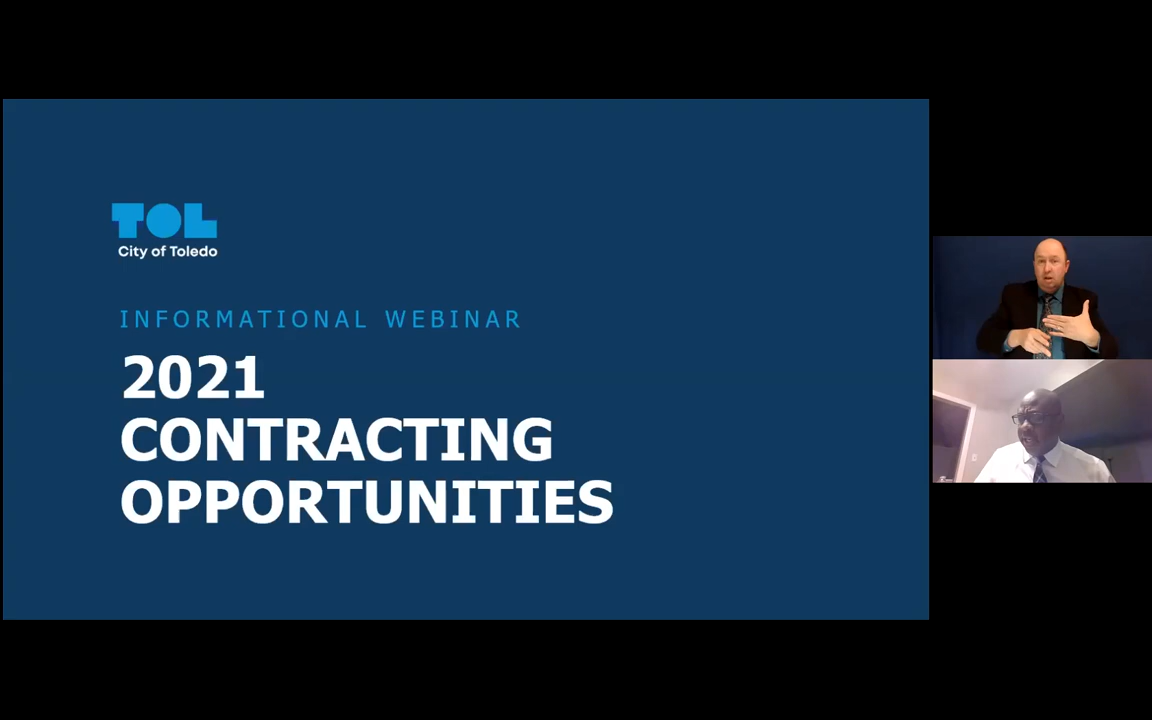 TOL
City of Toledo
INFORMATIONAL WEBINAR
2021
CONTRACTING
OPPORTUNITIES